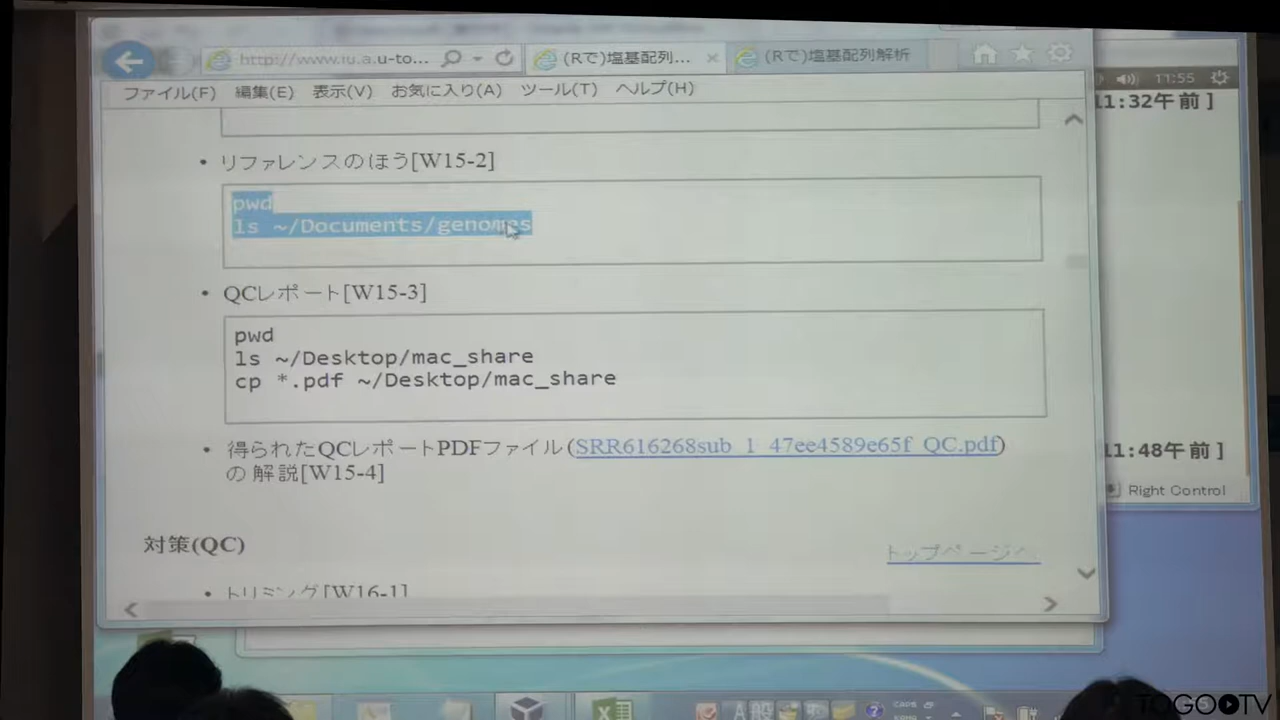 http://www.iu.a.u-to...
(Rで)塩基配列...
(Rで)塩基配列解析
11:55
ファイル(F) 編集(E) 表示(V) お気に入り(A) ツール(T) ヘルプ(H)
11:32午前]
• リファレンスのほう[W15-2]
pwd
ls ~/Documents/genomes
• QCレポート[W15-3]
pwd
ls ~/Desktop/mac_share
cp *.pdf ~/Desktop/mac_share
• 得られたQCレポートPDFファイル(SRR616268sub_1_47ee4589e65f_QC.pdf)
の解説[W15-4]
11:48午前]
Right Control
対策(QC)
トップページへ
• トリミング[W16-1]
A 般
CAPS
TOGOTV